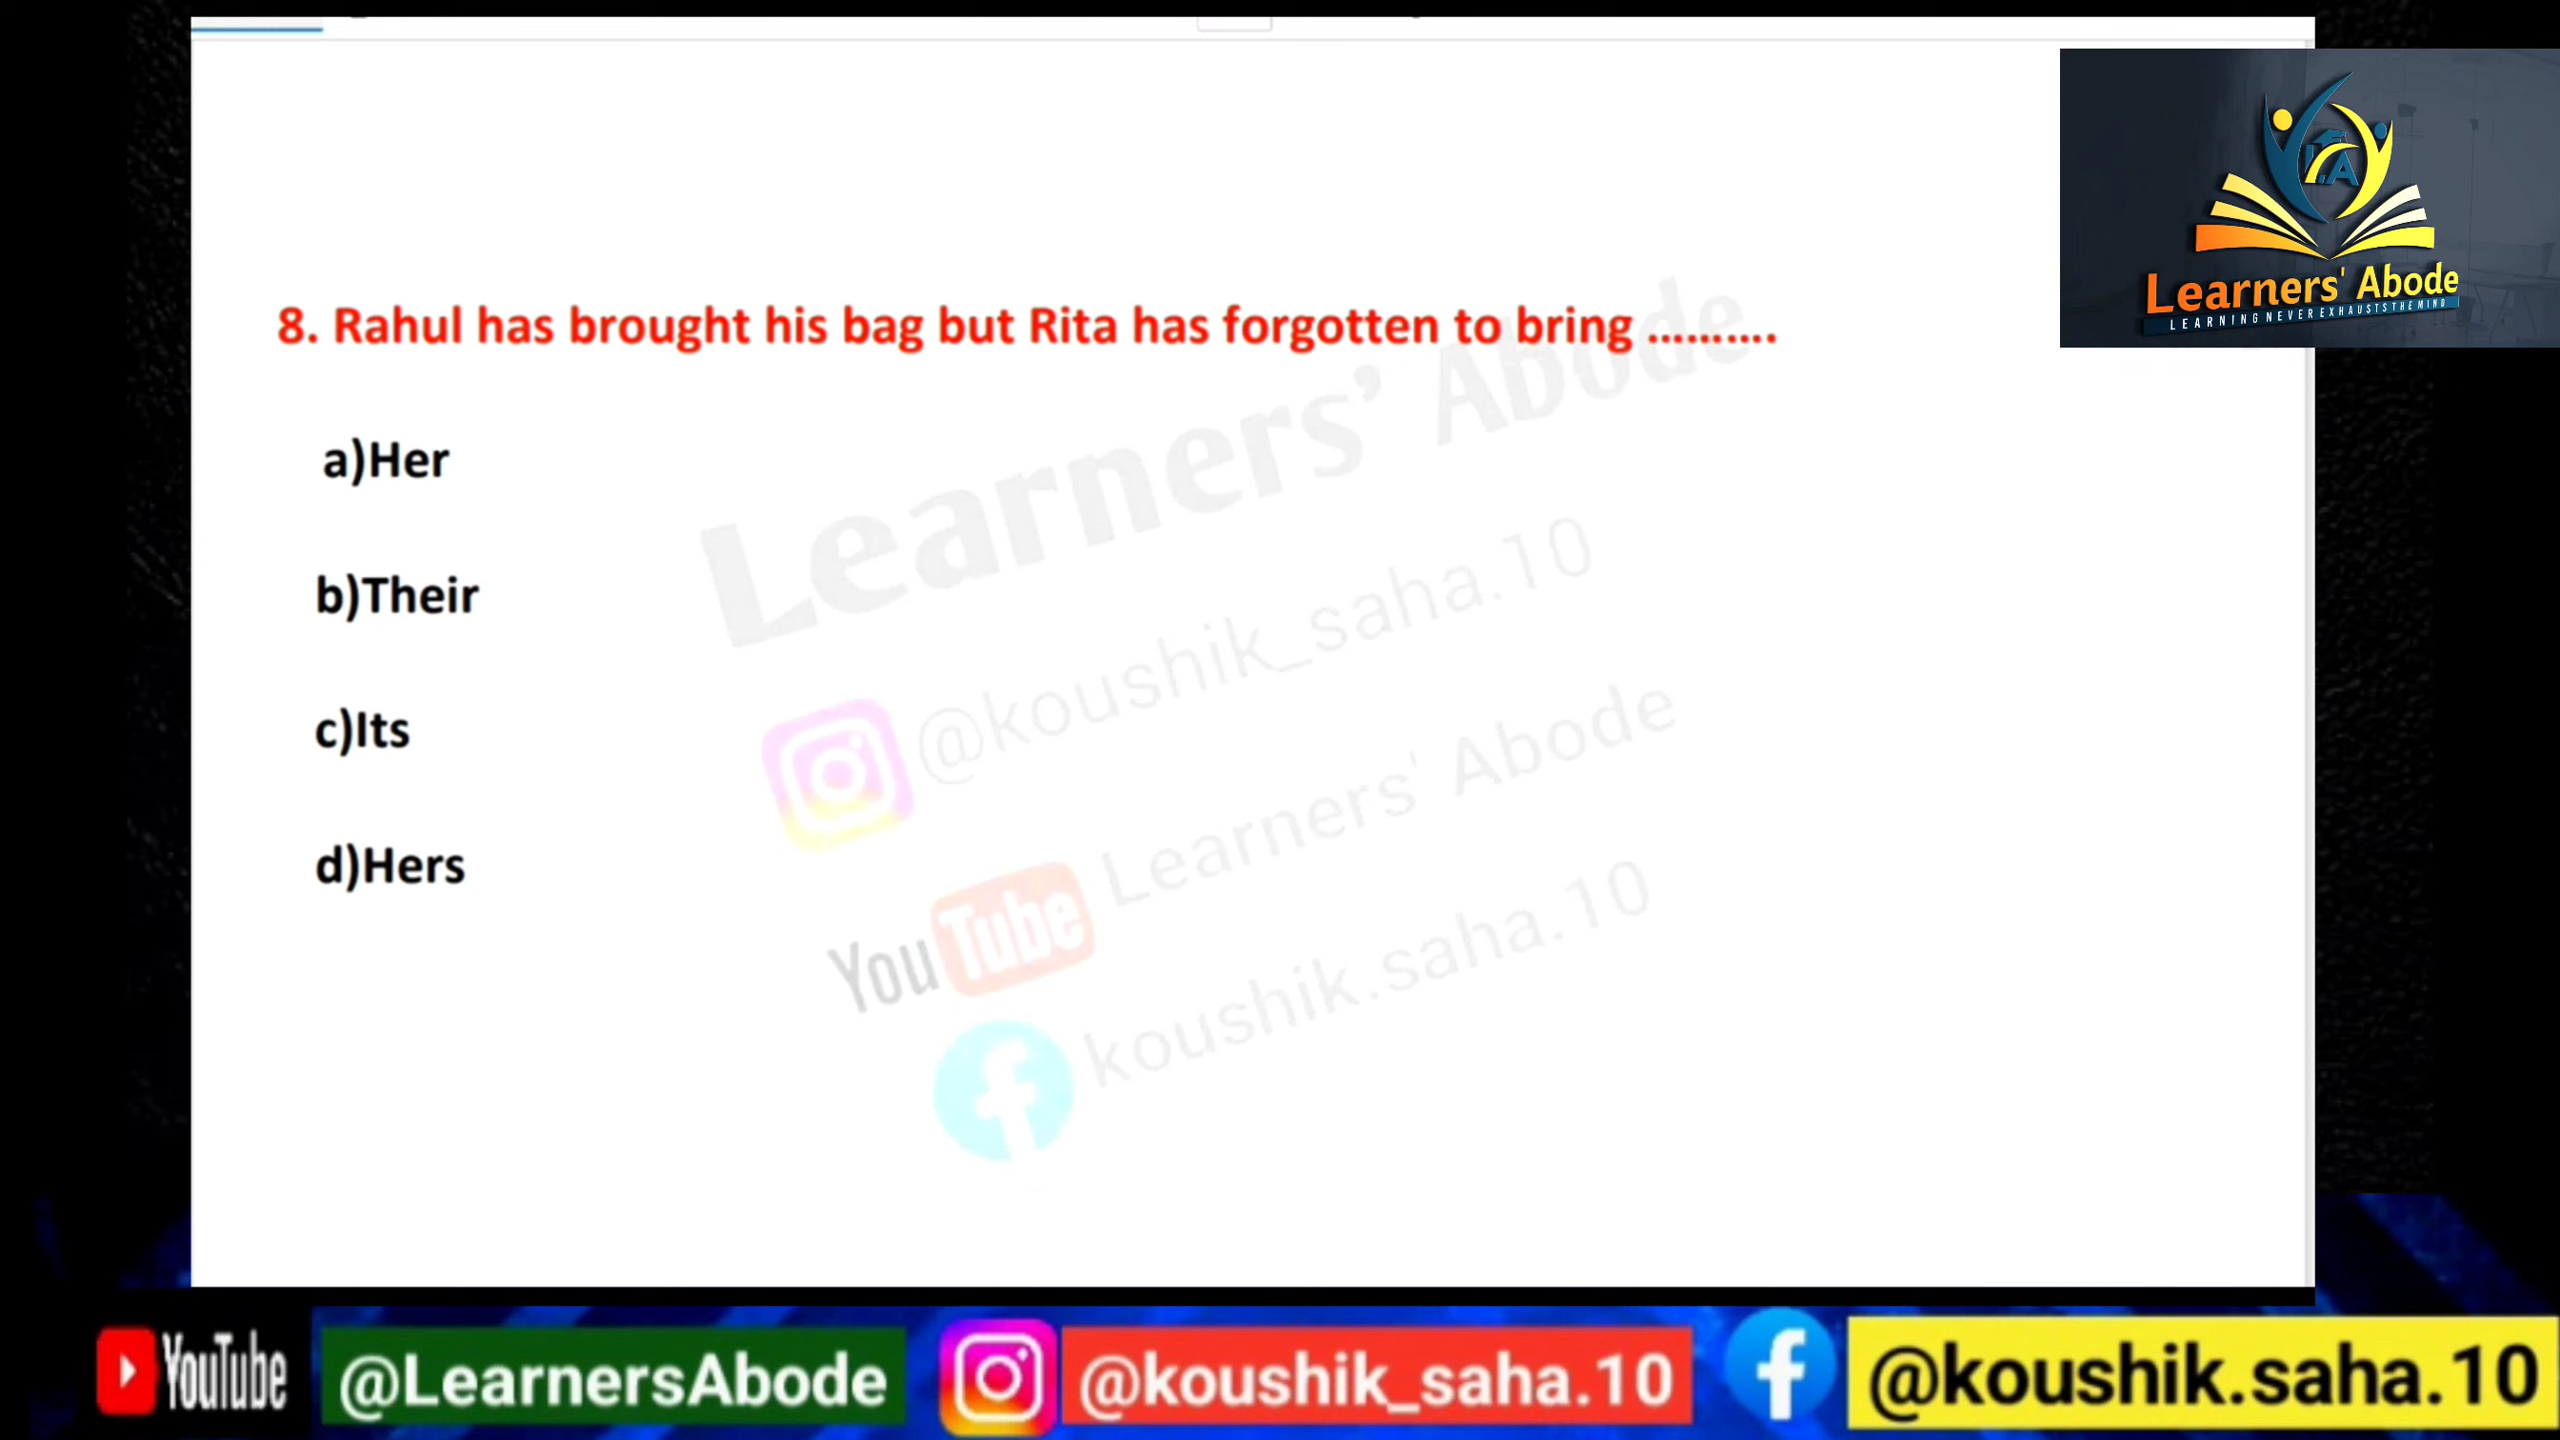 LA
Learners' Abode
LEARNING NEVER EXHAUSTS THE MIND
8. Rahul has brought his bag but Rita has forgotten to bring ..........
a)Her
b)Their
c)Its
d)Hers
Learners' Abode
@koushik_saha.10
YouTube Learners' Abode
koushik.saha.10
YouTube @LearnersAbode @koushik_saha.10 @koushik.saha.10